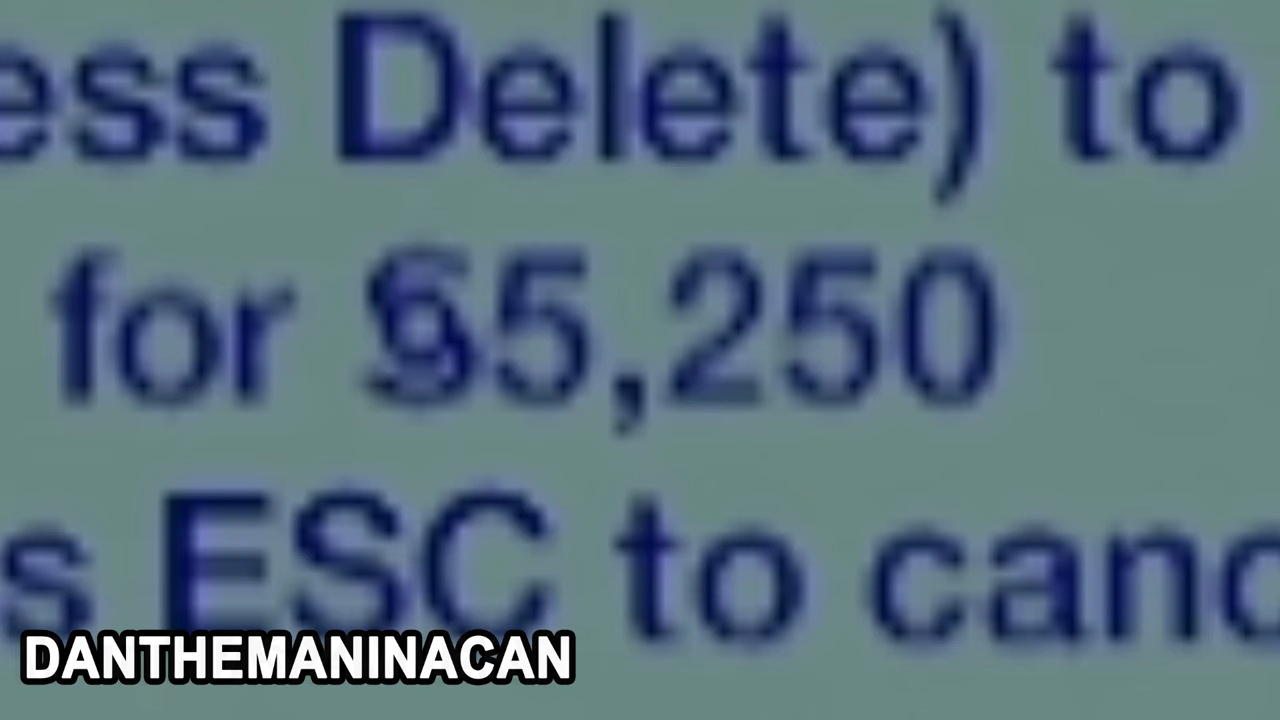 ess Delete) to
for $5,250
s ESC to canc
DANTHEMANINACAN